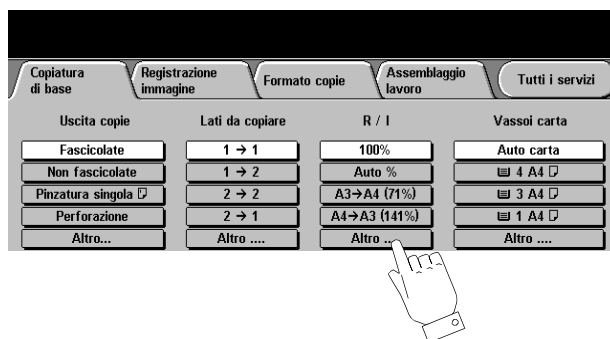 Copiatura di base
Registrazione immagine
Formato copie
Assemblaggio lavoro
Tutti i servizi
Uscita copie
Lati da copiare
R / I
Vassoi carta
Fascicolate
1 → 1
100%
Auto carta
Non fascicolate
1 → 2
Auto %
4 A4
Pinzatura singola
2 → 2
A3→A4 (71%)
3 A4
Perforazione
2 → 1
A4→A3 (141%)
1 A4
Altro...
Altro ....
Altro ...
Altro ....